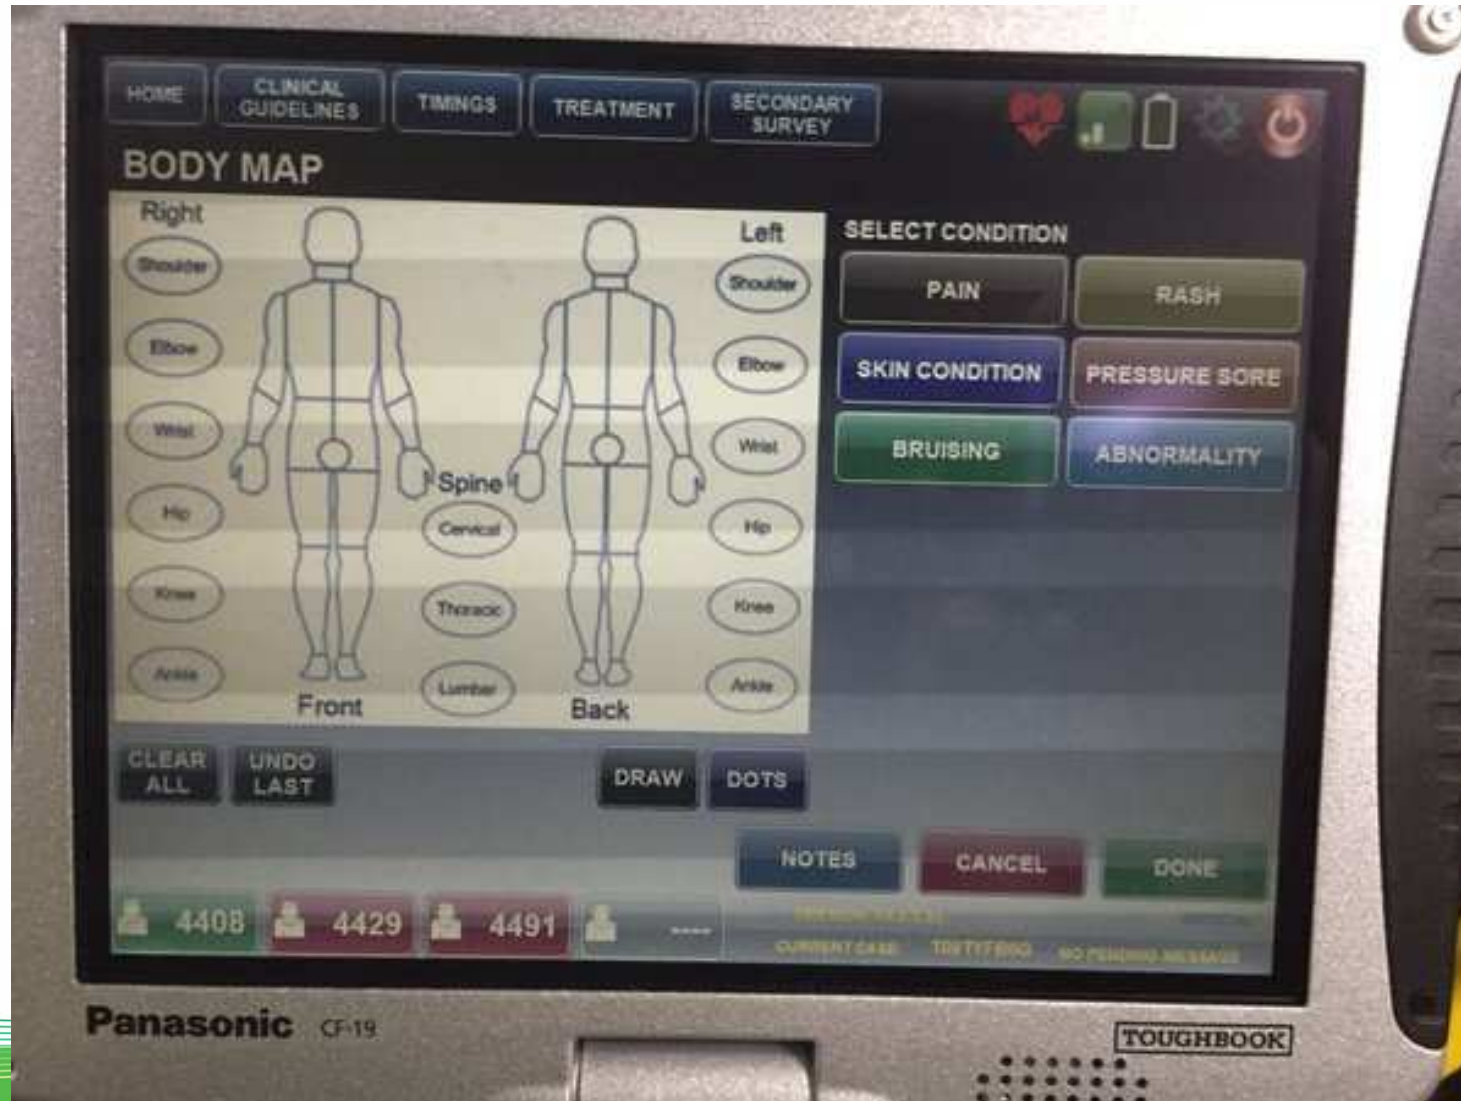 HOME
CLINICAL
GUIDELINES
TIMINGS
TREATMENT
SECONDARY
SURVEY
BODY MAP
Right
Left
Shoulder
Elbow
Wrist
Hip
Knee
Ankle
Spine
Cervical
Thoracic
Lumbar
Shoulder
Elbow
Wrist
Hip
Knee
Ankle
Front
Back
SELECT CONDITION
PAIN
RASH
SKIN CONDITION
PRESSURE SORE
BRUISING
ABNORMALITY
CLEAR
ALL
UNDO
LAST
DRAW
DOTS
NOTES
CANCEL
DONE
4408
4429
4491
----
CURRENT CASE:
NO PENDING MESSAGE
Panasonic CF-19
TOUGHBOOK